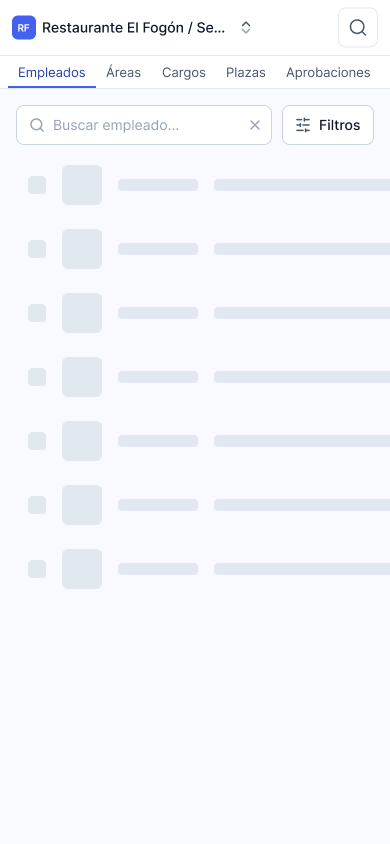 RF Restaurante El Fogón / Se...
Empleados Áreas Cargos Plazas Aprobaciones
Buscar empleado... Filtros